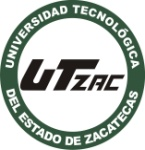 UNIVERSIDAD TECNOLÓGICA
UTZAC
DEL ESTADO DE ZACATECAS